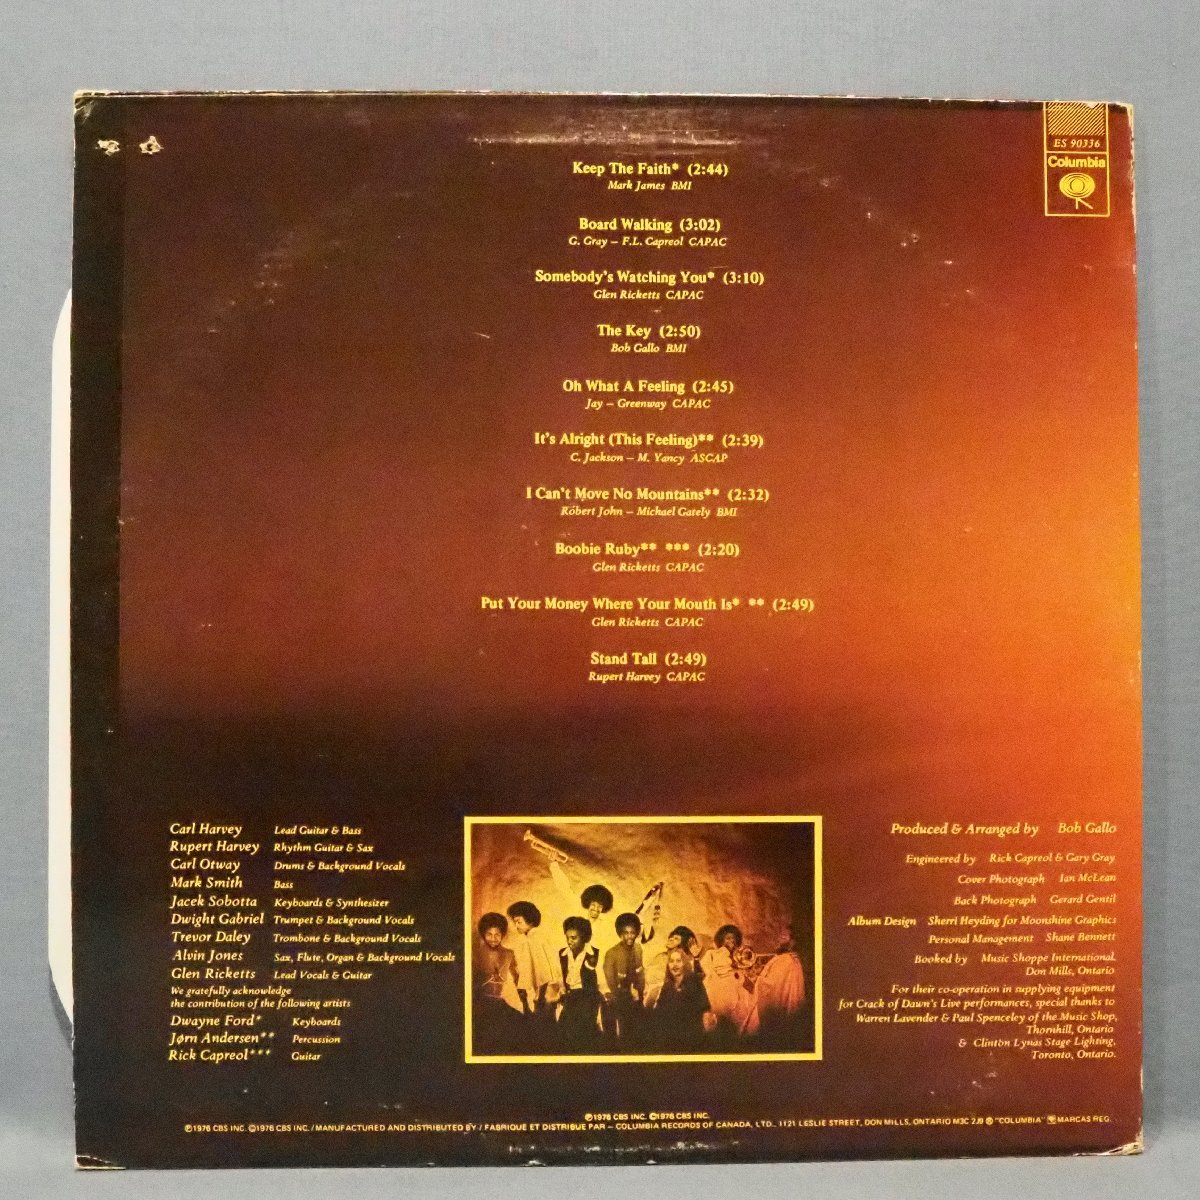 ES 90336
Columbia
Keep The Faith* (2:44)
Mark James BMI
Board Walking (3:02)
G. Gray – F.L. Capreol CAPAC
Somebody's Watching You* (3:10)
Glen Ricketts CAPAC
The Key (2:50)
Bob Gallo BMI
Oh What A Feeling (2:45)
Jay – Greenway CAPAC
It's Alright (This Feeling)** (2:39)
C. Jackson – M. Yancy ASCAP
I Can't Move No Mountains** (2:32)
Robert John – Michael Gately BMI
Boobie Ruby** *** (2:20)
Glen Ricketts CAPAC
Put Your Money Where Your Mouth Is* ** (2:49)
Glen Ricketts CAPAC
Stand Tall (2:49)
Rupert Harvey CAPAC
Carl Harvey Lead Guitar & Bass
Rupert Harvey Rhythm Guitar & Sax
Carl Otway Drums & Background Vocals
Mark Smith Bass
Jacek Sobotta Keyboards & Synthesizer
Dwight Gabriel Trumpet & Background Vocals
Trevor Daley Trombone & Background Vocals
Alvin Jones Sax, Flute, Organ & Background Vocals
Glen Ricketts Lead Vocals & Guitar
We gratefully acknowledge
the contribution of the following artists
Dwayne Ford* Keyboards
Jørn Andersen** Percussion
Rick Capreol*** Guitar
Produced & Arranged by Bob Gallo
Engineered by Rick Capreol & Gary Gray
Cover Photograph Ian McLean
Back Photograph Gerard Gentil
Album Design Sherri Heyding for Moonshine Graphics
Personal Management Shane Bennett
Booked by Music Shoppe International,
Don Mills, Ontario
For their co-operation in supplying equipment
for Crack of Dawn's Live performances, special thanks to
Warren Lavender & Paul Spenceley of the Music Shop,
Thornhill, Ontario
& Clinton Lynas Stage Lighting,
Toronto, Ontario.
℗1976 CBS INC. ©1976 CBS INC.
℗1976 CBS INC. ©1976 CBS INC. / MANUFACTURED AND DISTRIBUTED BY / FABRIQUE ET DISTRIBUE PAR – COLUMBIA RECORDS OF CANADA, LTD., 1121 LESLIE STREET, DON MILLS, ONTARIO M3C 2J9 ® "COLUMBIA" MARCAS REG.